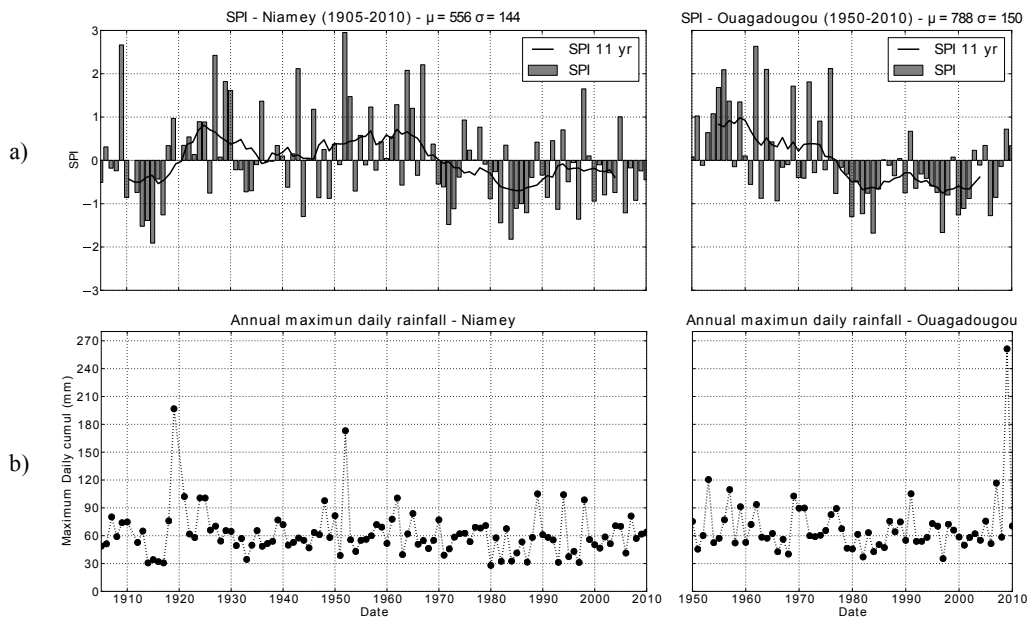 SPI - Niamey (1905-2010) - μ = 556 σ = 144
SPI - Ouagadougou (1950-2010) - μ = 788 σ = 150
a)
SPI
3
2
1
0
−1
−2
−3
SPI 11 yr
SPI
SPI 11 yr
SPI
Annual maximun daily rainfall - Niamey
Annual maximun daily rainfall - Ouagadougou
b)
Maximum Daily cumul (mm)
270
240
210
180
150
120
90
60
30
0
1910 1920 1930 1940 1950 1960 1970 1980 1990 2000 2010
Date
1950 1960 1970 1980 1990 2000 2010
Date